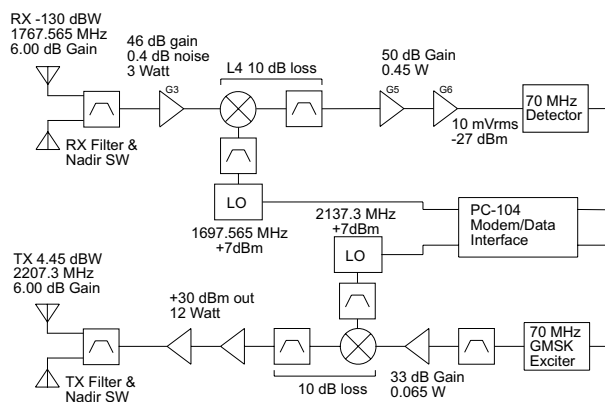 RX -130 dBW
1767.565 MHz
6.00 dB Gain
46 dB gain
0.4 dB noise
3 Watt
G3
L4 10 dB loss
50 dB Gain
0.45 W
G5
G6
10 mVrms
-27 dBm
70 MHz
Detector
RX Filter &
Nadir SW
LO
1697.565 MHz
+7dBm
2137.3 MHz
+7dBm
LO
PC-104
Modem/Data
Interface
TX 4.45 dBW
2207.3 MHz
6.00 dB Gain
+30 dBm out
12 Watt
70 MHz
GMSK
Exciter
TX Filter &
Nadir SW
10 dB loss
33 dB Gain
0.065 W